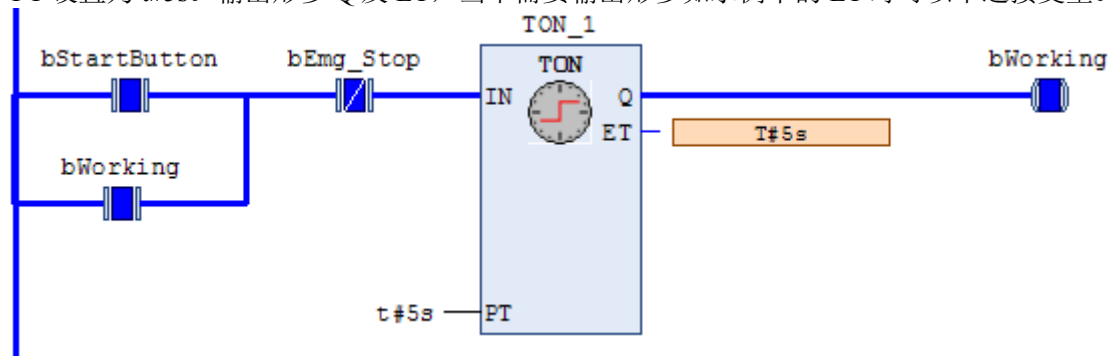 TON_1
bStartButton bEmg_Stop TON bWorking
IN Q
ET T#5s
bWorking
t#5s PT